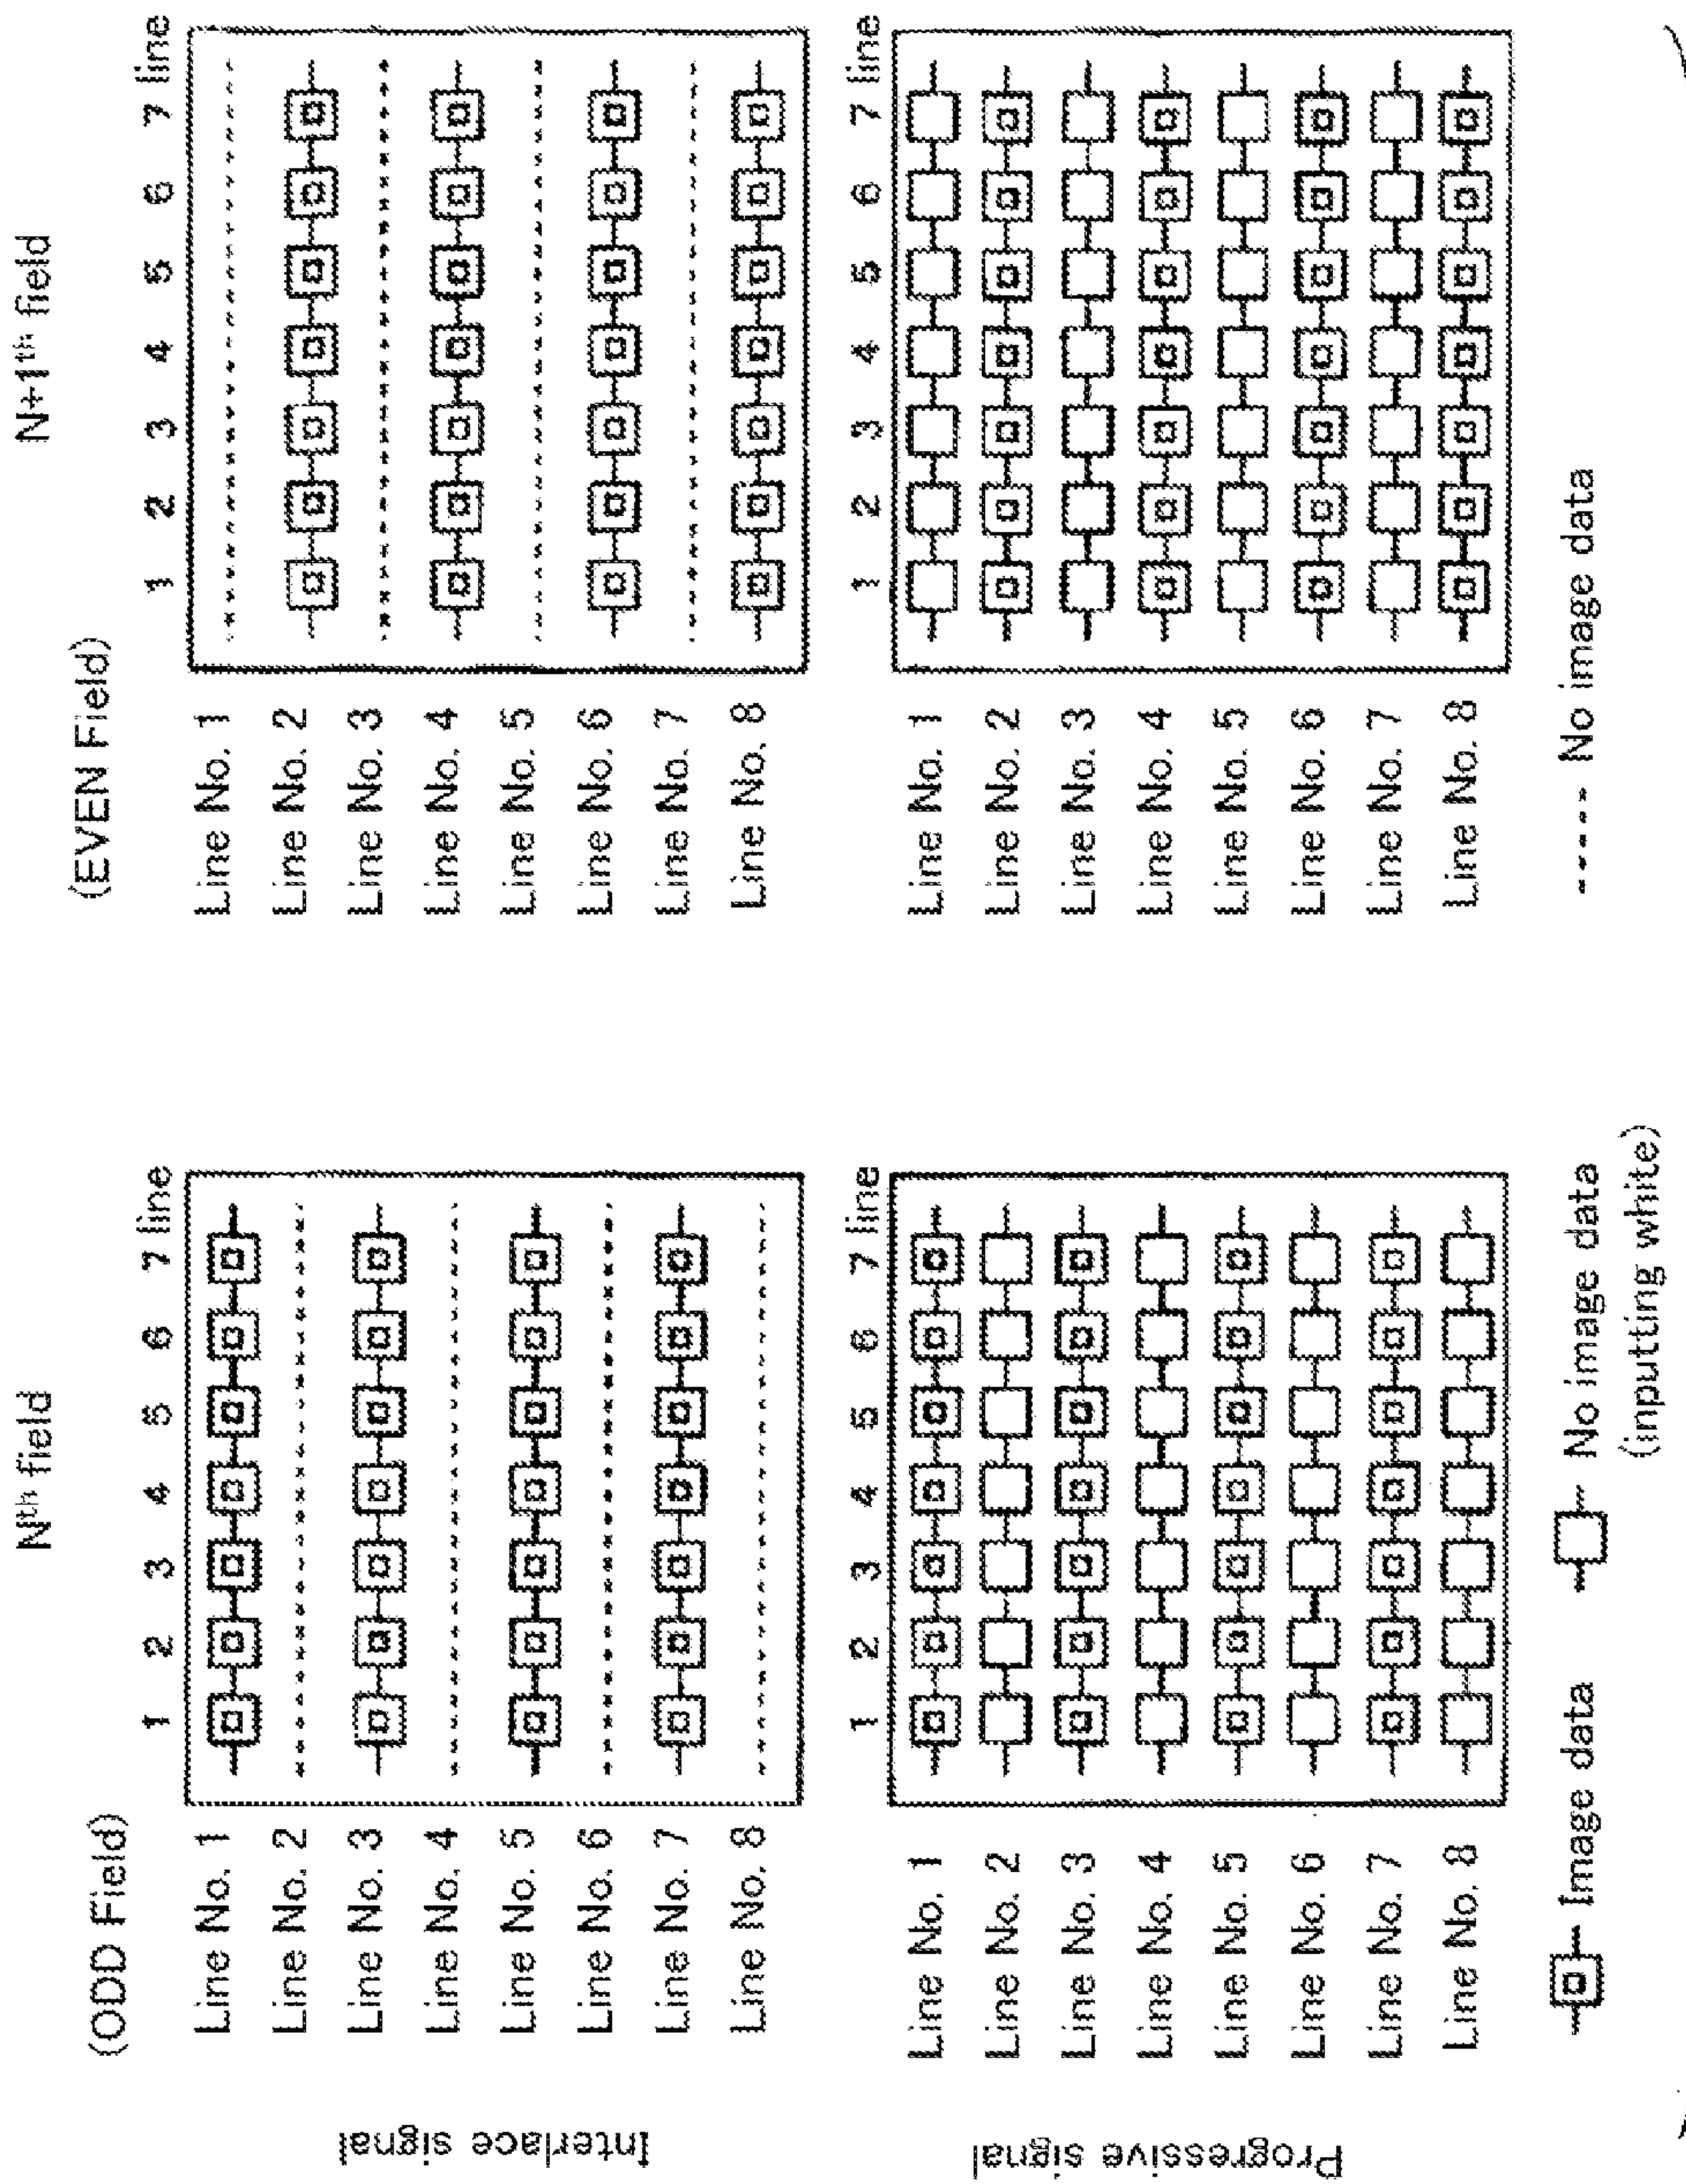 Nth field
N+1th field
(ODD Field)
(EVEN Field)
Interlace signal
1 2 3 4 5 6 7 line
Line No. 1
Line No. 2
Line No. 3
Line No. 4
Line No. 5
Line No. 6
Line No. 7
Line No. 8
1 2 3 4 5 6 7 line
Line No. 1
Line No. 2
Line No. 3
Line No. 4
Line No. 5
Line No. 6
Line No. 7
Line No. 8
Progressive signal
1 2 3 4 5 6 7 line
Line No. 1
Line No. 2
Line No. 3
Line No. 4
Line No. 5
Line No. 6
Line No. 7
Line No. 8
1 2 3 4 5 6 7 line
Line No. 1
Line No. 2
Line No. 3
Line No. 4
Line No. 5
Line No. 6
Line No. 7
Line No. 8
Image data
No image data
(inputting white)
No image data